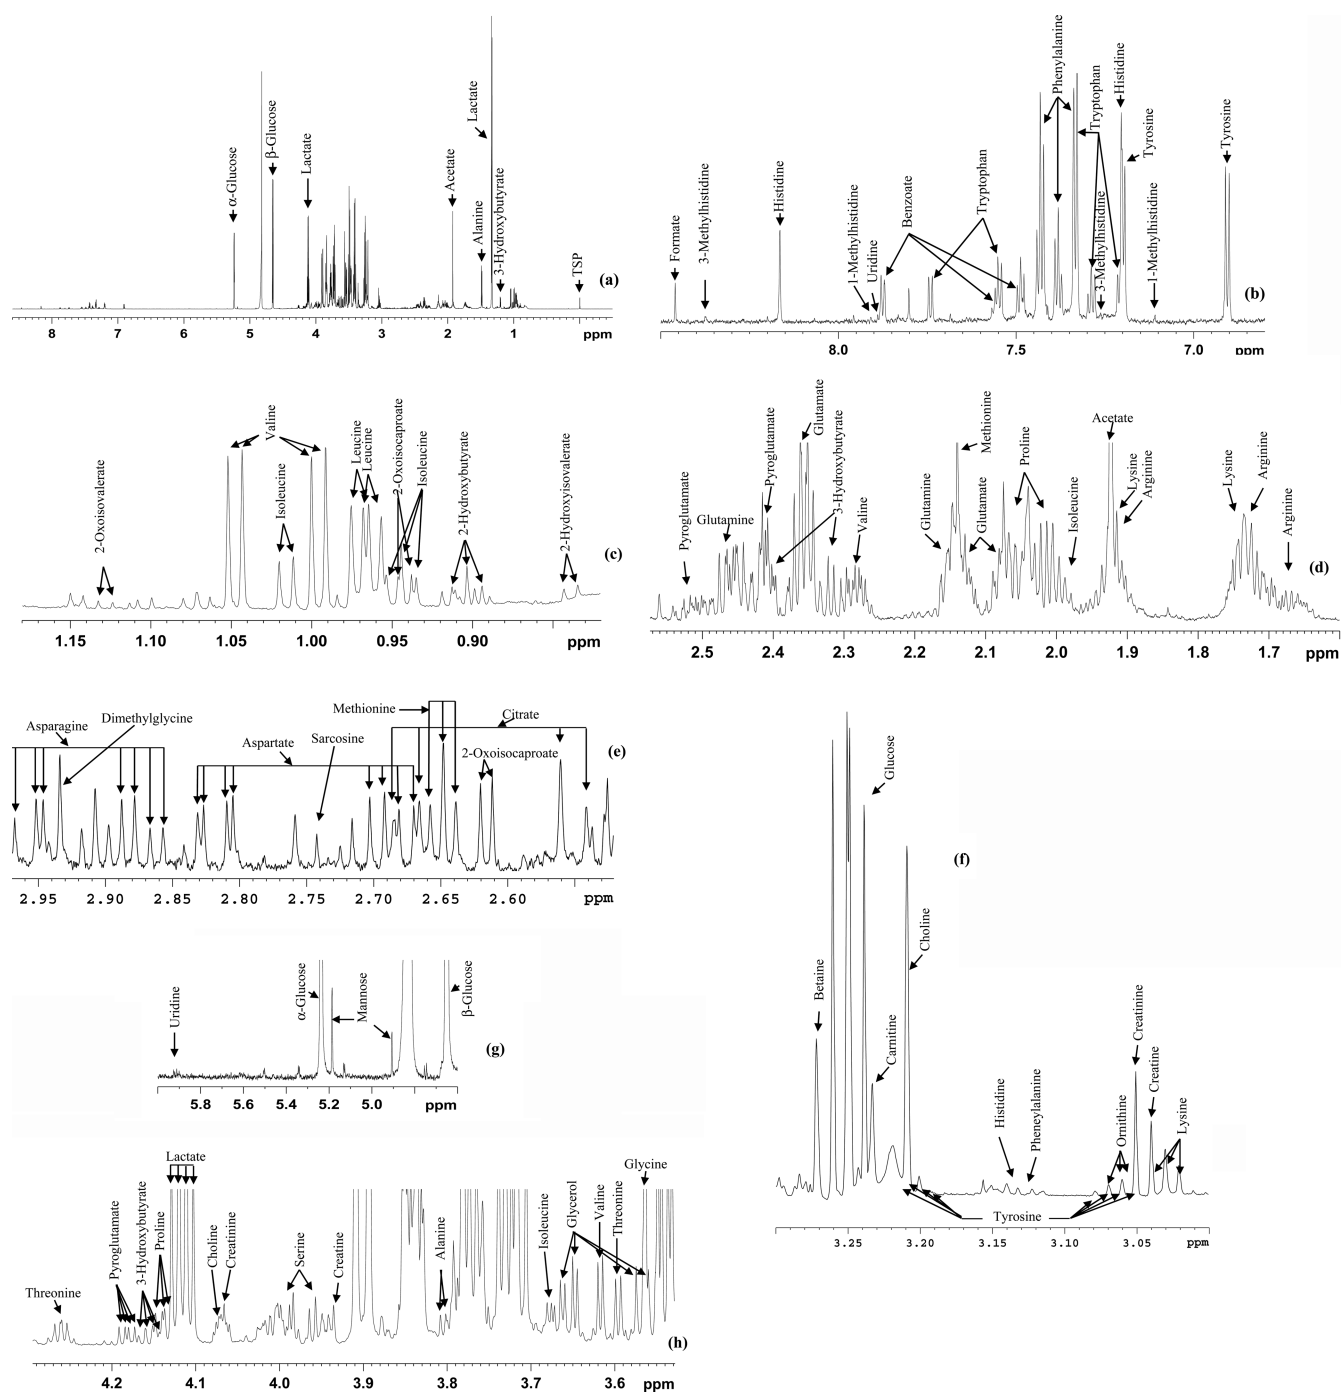 α-Glucose
β-Glucose
Lactate
Acetate
Alanine
Lactate
3-Hydroxybutyrate
TSP
(a)
8 7 6 5 4 3 2 1 ppm
Formate
3-Methylhistidine
Histidine
1-Methylhistidine
Uridine
Benzoate
Tryptophan
Phenylalanine
Tryptophan
3-Methylhistidine
Histidine
Tyrosine
1-Methylhistidine
Tyrosine
(b)
8.0 7.5 7.0 ppm
2-Oxoisovalerate
Valine
Isoleucine
Leucine
Leucine
2-Oxoisocaproate
Isoleucine
2-Hydroxybutyrate
2-Hydroxyisovalerate
(c)
1.15 1.10 1.05 1.00 0.95 0.90 ppm
Pyroglutamate
Glutamine
Pyroglutamate
Glutamate
3-Hydroxybutyrate
Valine
Glutamine
Methionine
Glutamate
Proline
Isoleucine
Acetate
Lysine
Arginine
Lysine
Arginine
Arginine
(d)
2.5 2.4 2.3 2.2 2.1 2.0 1.9 1.8 1.7 ppm
Asparagine
Dimethylglycine
Aspartate
Sarcosine
Methionine
Citrate
2-Oxoisocaproate
(e)
2.95 2.90 2.85 2.80 2.75 2.70 2.65 2.60 ppm
Glucose
Betaine
Carnitine
Choline
Histidine
Pheneylalanine
Ornithine
Creatinine
Creatine
Lysine
Tyrosine
(f)
3.25 3.20 3.15 3.10 3.05 ppm
Uridine
α-Glucose
Mannose
β-Glucose
(g)
5.8 5.6 5.4 5.2 5.0 ppm
Threonine
Pyroglutamate
3-Hydroxybutyrate
Proline
Lactate
Choline
Creatinine
Serine
Creatine
Alanine
Isoleucine
Glycerol
Valine
Threonine
Glycine
(h)
4.2 4.1 4.0 3.9 3.8 3.7 3.6 ppm